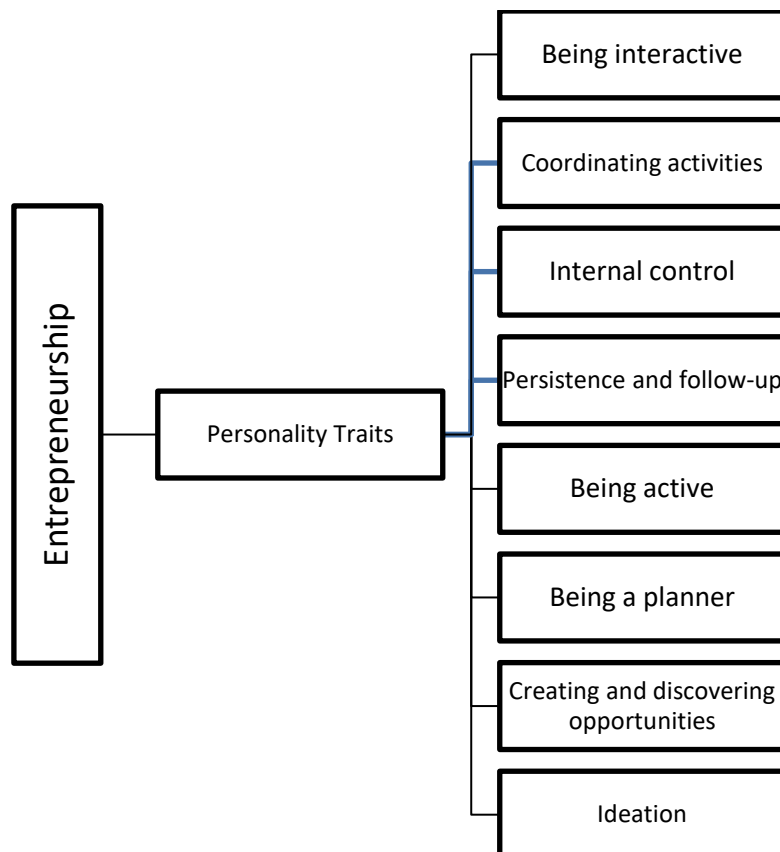 Entrepreneurship
Personality Traits
Being interactive
Coordinating activities
Internal control
Persistence and follow-up
Being active
Being a planner
Creating and discovering
opportunities
Ideation